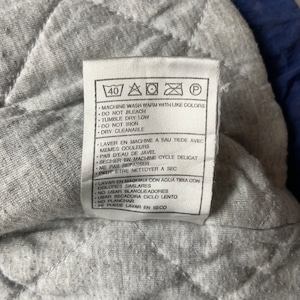 40
• MACHINE WASH WARM WITH LIKE COLORS
• DO NOT BLEACH
• TUMBLE DRY LOW
• DO NOT IRON
• DRY CLEANABLE
• LAVER EN MACHINE A EAU TIEDE AVEC
MEMES COULEURS
• PAS D'EAU DE JAVEL
• SECHER EN MACHINE CYCLE DELICAT
• NE PAS REPASSER
• PEUT ETRE NETTOYER A SEC
• LAVAR EN MAQUINA CON AGUA TIBIA CON
COLORES SIMILARES
• NO USAR BLANQUEADORES
• USAR SECADORA CICLO LENTO
• NO PLANCHAR
• SE PUEDE LAVAR EN SECO